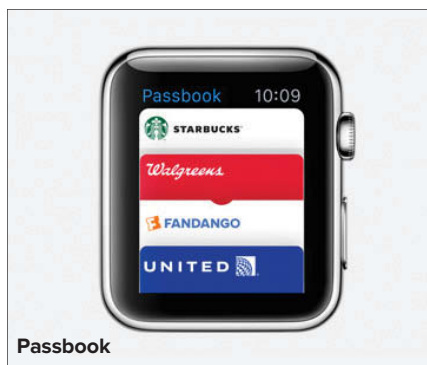 Passbook 10:09
STARBUCKS
Walgreens
FANDANGO
UNITED
Passbook